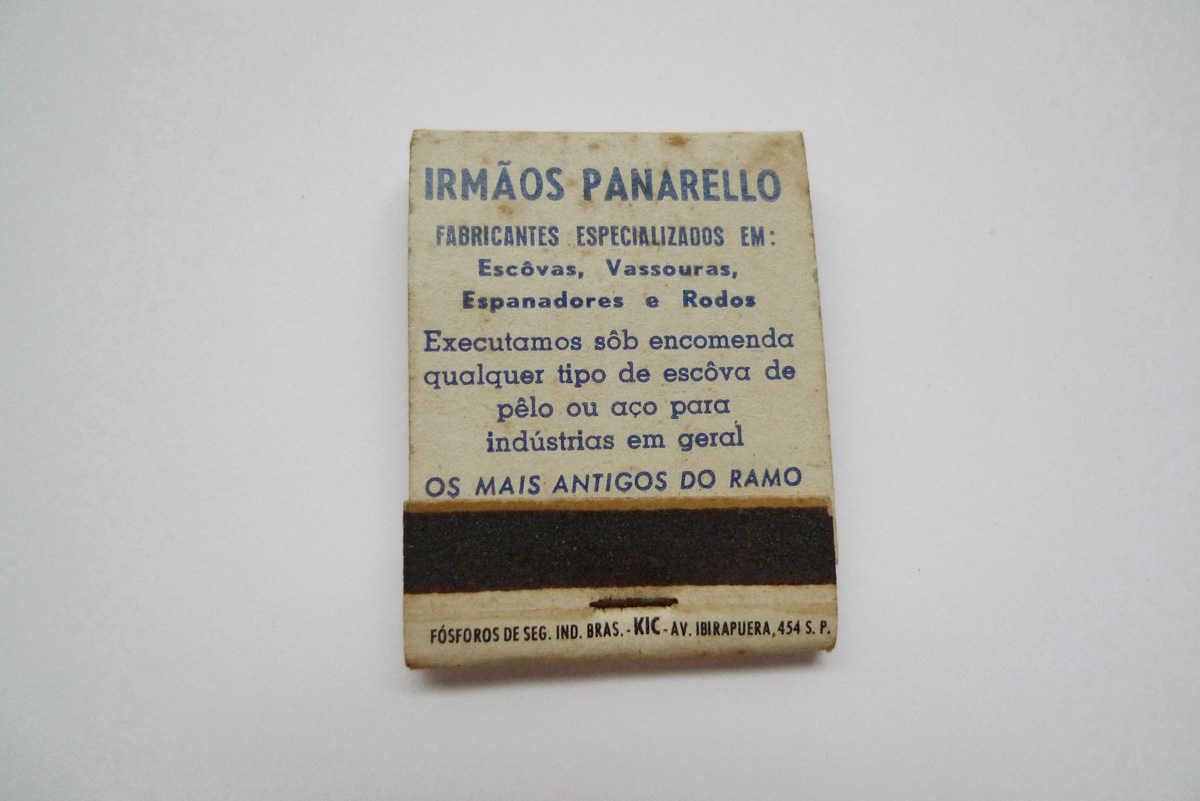 IRMÃOS PANARELLO
FABRICANTES ESPECIALIZADOS EM:
Escôvas, Vassouras,
Espanadores e Rodos
Executamos sôb encomenda
qualquer tipo de escôva de
pêlo ou aço para
indústrias em geral
OS MAIS ANTIGOS DO RAMO
FÓSFOROS DE SEG. IND. BRAS.-KIC-AV. IBIRAPUERA, 454 S. P.